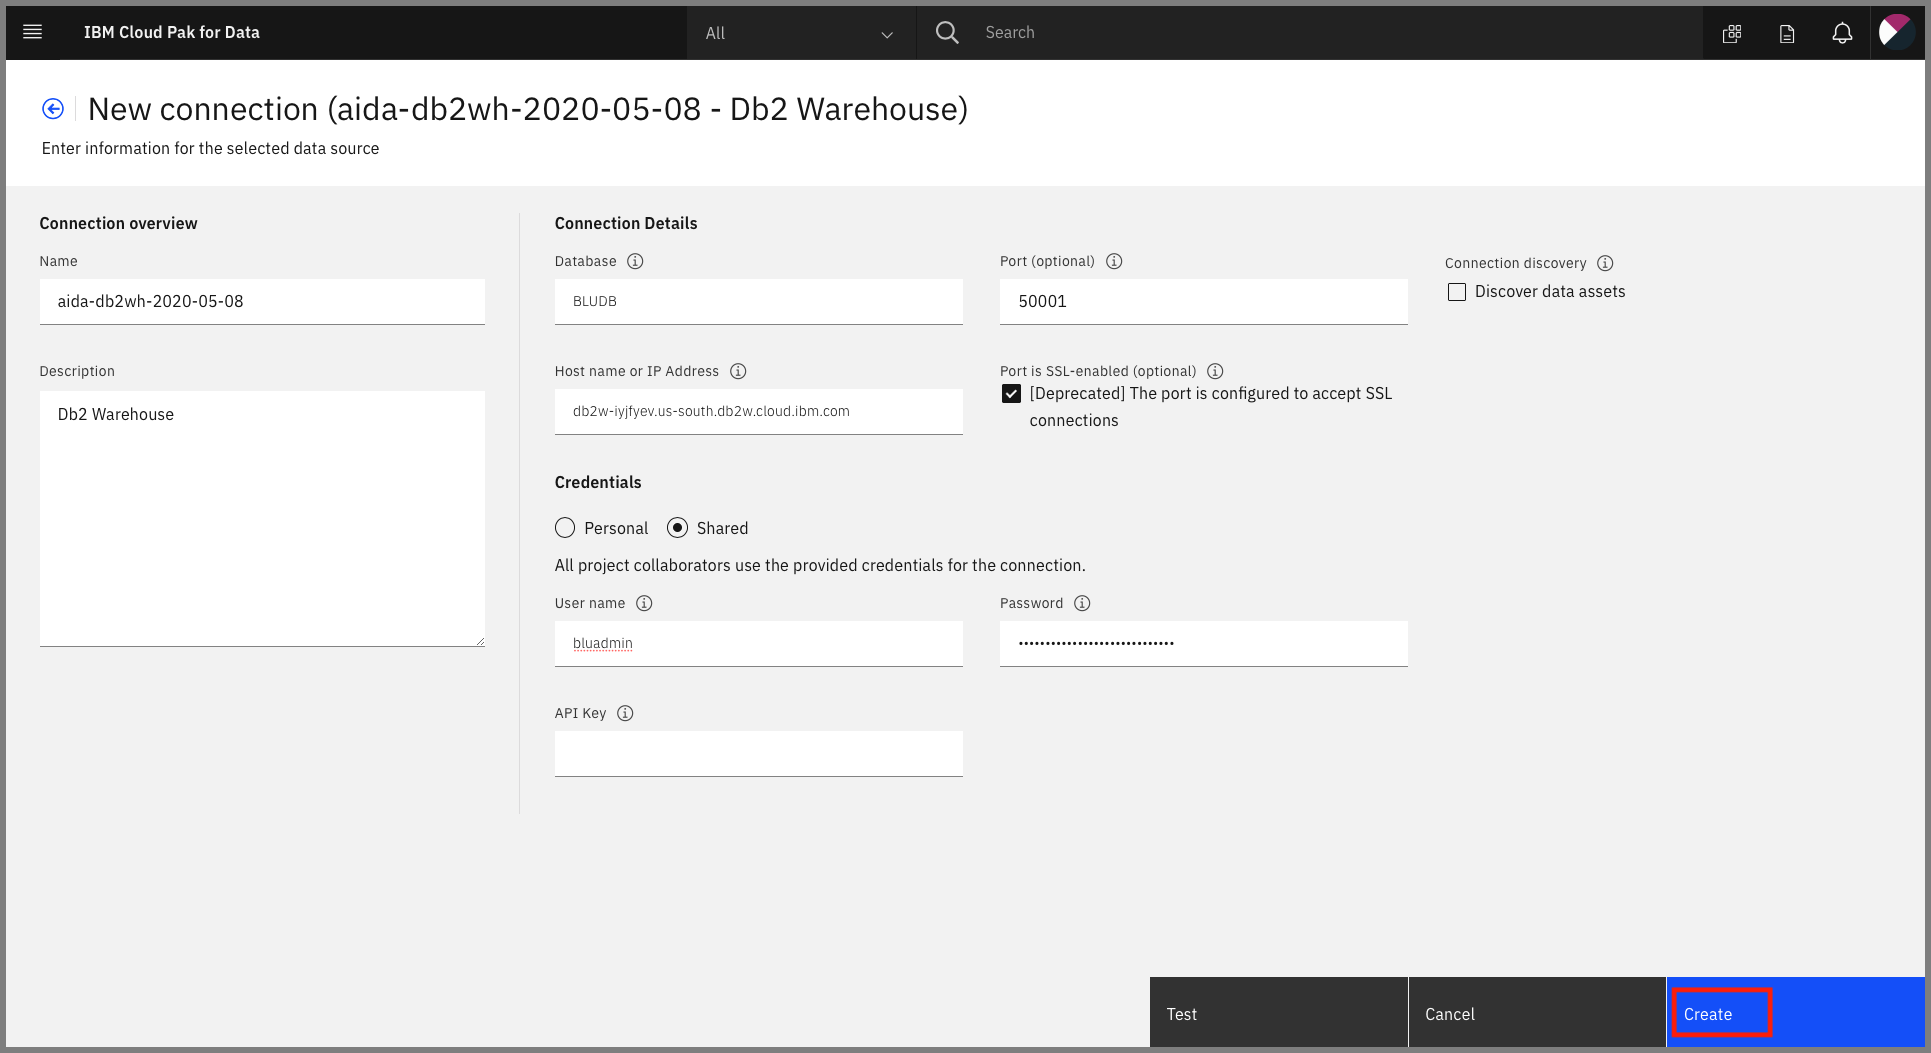 IBM Cloud Pak for Data
All
Search
New connection (aida-db2wh-2020-05-08 - Db2 Warehouse)
Enter information for the selected data source
Connection overview
Name
aida-db2wh-2020-05-08
Description
Db2 Warehouse
Connection Details
Database
BLUDB
Port (optional)
50001
Connection discovery
Discover data assets
Host name or IP Address
db2w-iyjfyev.us-south.db2w.cloud.ibm.com
Port is SSL-enabled (optional)
[Deprecated] The port is configured to accept SSL
connections
Credentials
Personal
Shared
All project collaborators use the provided credentials for the connection.
User name
bluadmin
Password
•••••••••••••••••••••••••••••
API Key
Test
Cancel
Create